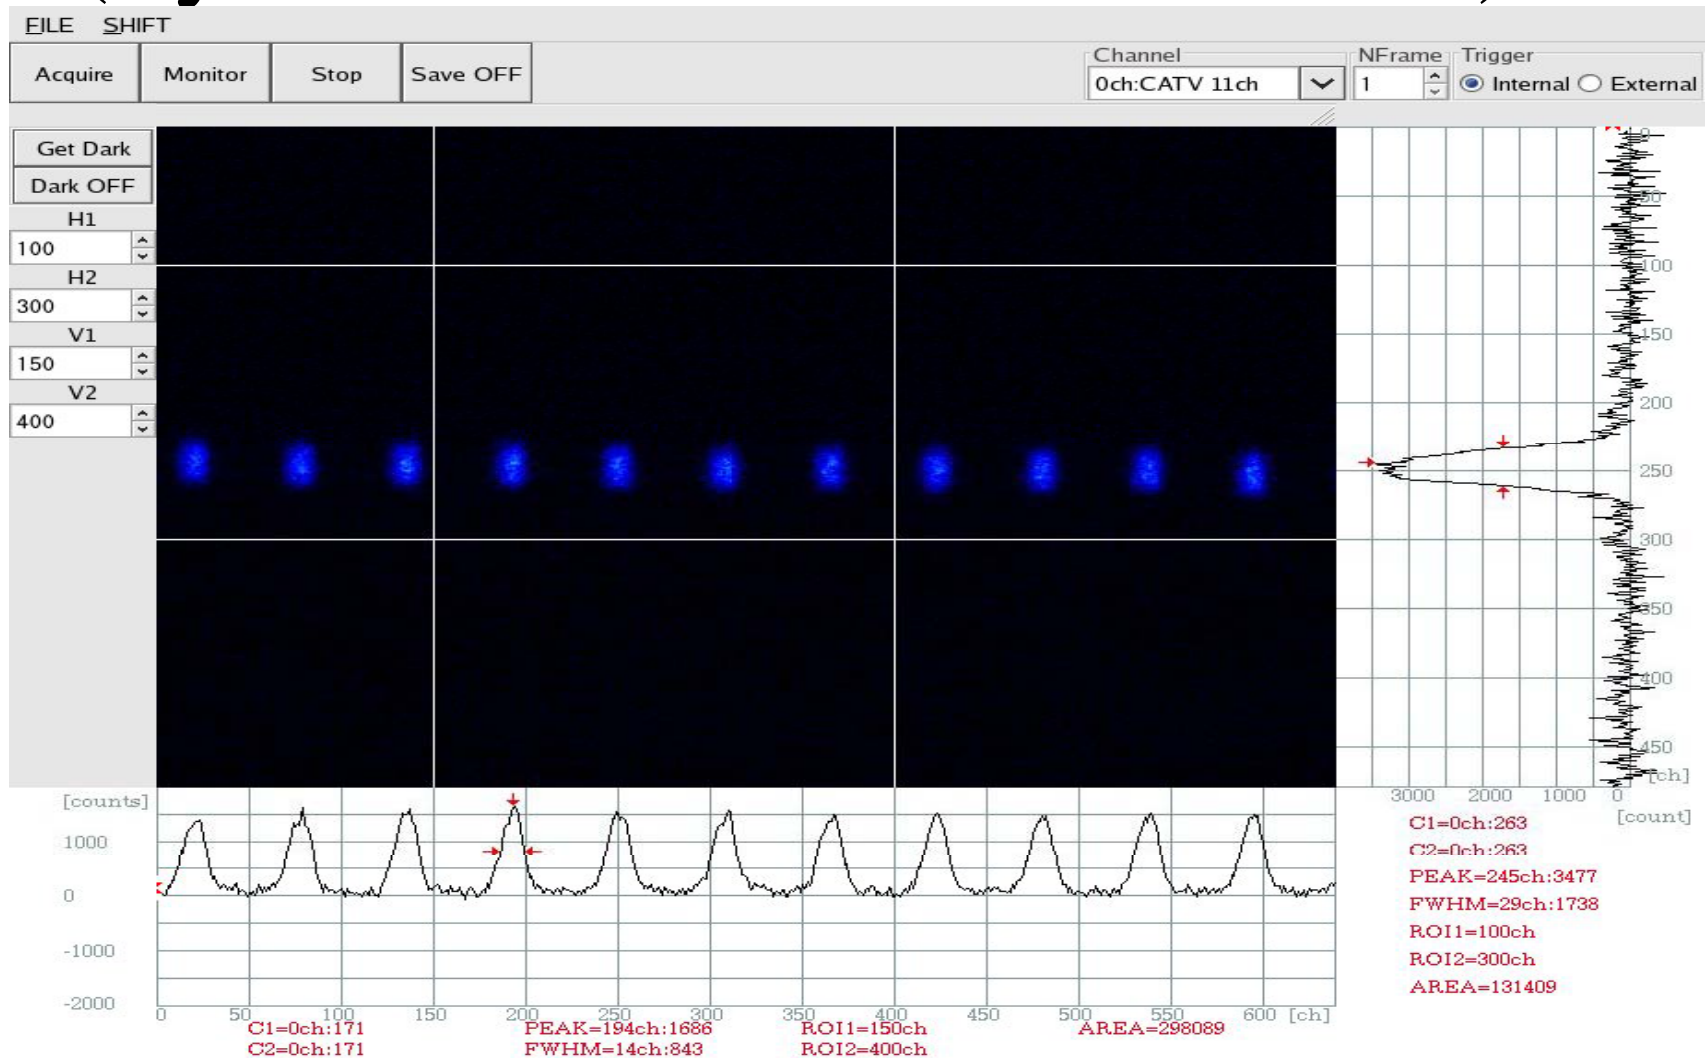 FILE SHIFT
Acquire Monitor Stop Save OFF
Channel
0ch:CATV 11ch
NFrame
1
Trigger
Internal External
Get Dark
Dark OFF
H1
100
H2
300
V1
150
V2
400
0
50
100
150
200
250
300
350
400
450
[ch]
3000 2000 1000 0
[count]
[counts]
1000
0
-1000
-2000
0 50 100 150 200 250 300 350 400 450 500 550 600 [ch]
C1=0ch:171 PEAK=194ch:1686 ROI1=150ch AREA=298089
C2=0ch:171 FWHM=14ch:843 ROI2=400ch
C1=0ch:263
C2=0ch:263
PEAK=245ch:3477
FWHM=29ch:1738
ROI1=100ch
ROI2=300ch
AREA=131409